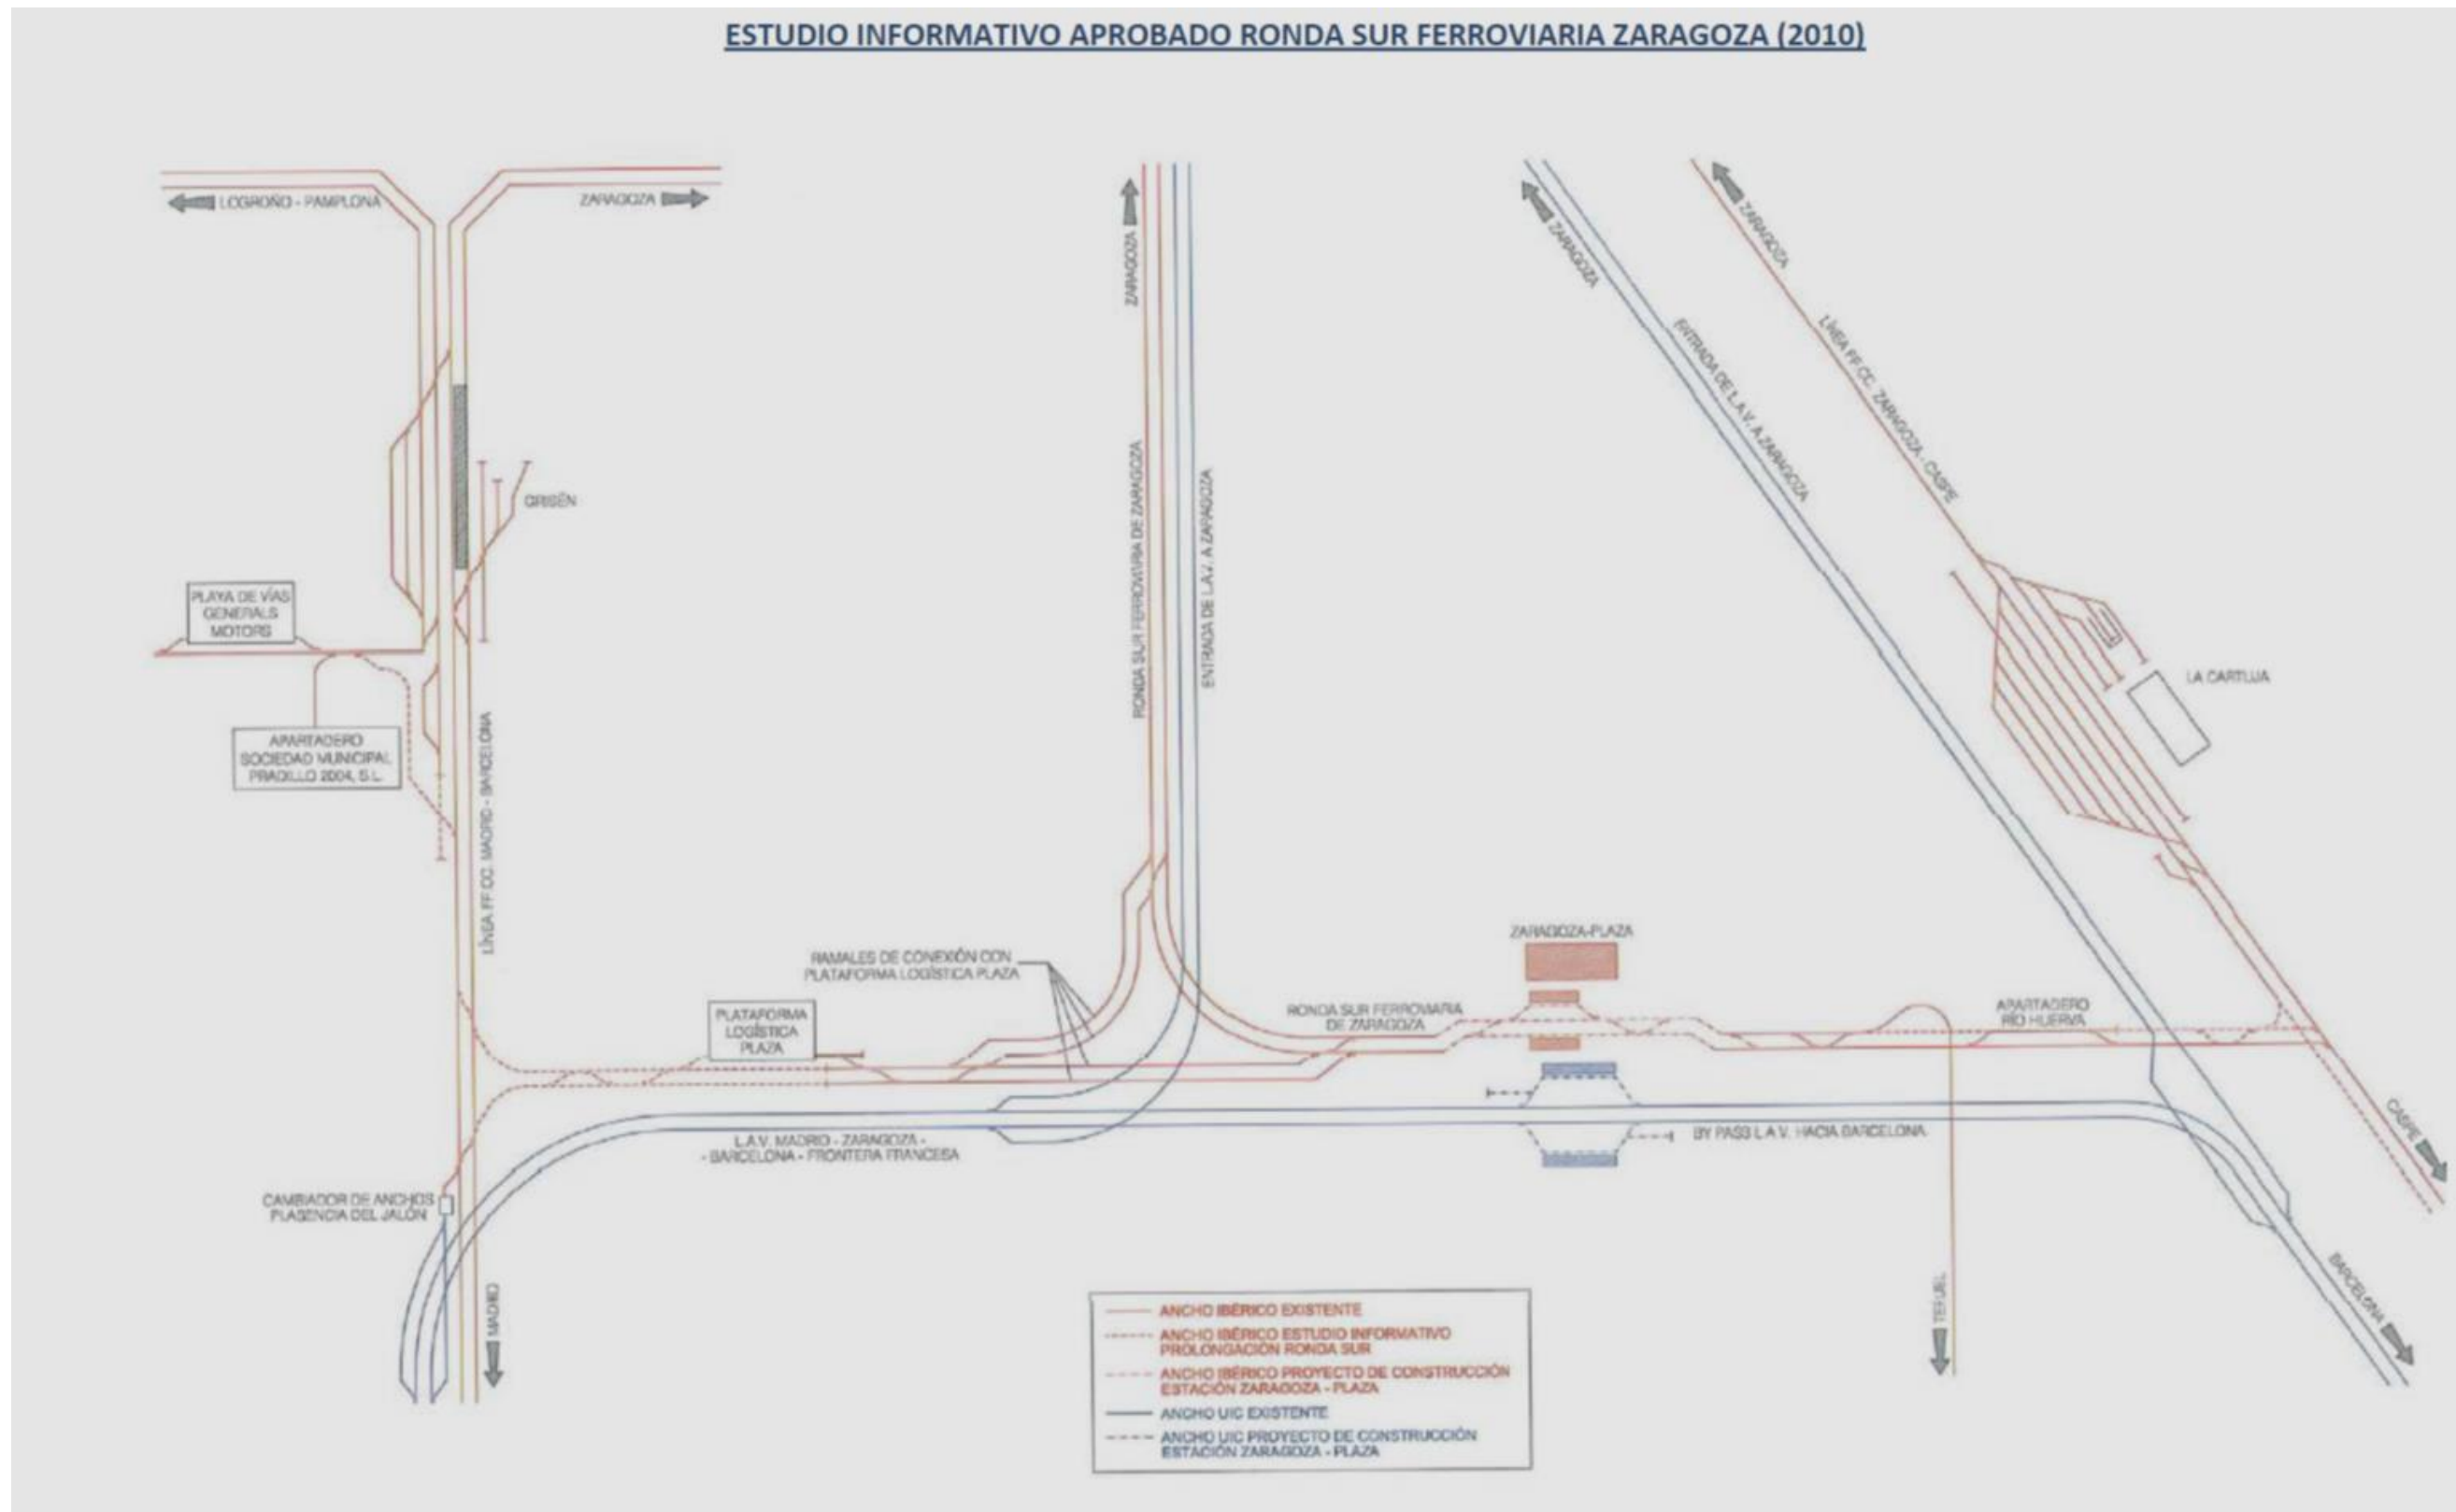 ESTUDIO INFORMATIVO APROBADO RONDA SUR FERROVIARIA ZARAGOZA (2010)
LOGROÑO - PAMPLONA
ZARAGOZA
ZARAGOZA
ZARAGOZA
ZARAGOZA
LÍNEA FF.CC. ZARAGOZA - CASPE
ENTRADA DE L.A.V. A ZARAGOZA
GRISÉN
RONDA SUR FERROVIARIA DE ZARAGOZA
ENTRADA DE L.A.V. A ZARAGOZA
PLAYA DE VÍAS
GENERALS
MOTORS
LA CARTUJA
APARTADERO
SOCIEDAD MUNICIPAL
PRADILLO 2004, S.L.
LÍNEA FF.CC. MADRID - BARCELONA
RAMALES DE CONEXIÓN CON
PLATAFORMA LOGÍSTICA PLAZA
ZARAGOZA-PLAZA
PLATAFORMA
LOGÍSTICA
PLAZA
RONDA SUR FERROVIARIA
DE ZARAGOZA
APARTADERO
RÍO HUERVA
L.A.V. MADRID - ZARAGOZA -
- BARCELONA - FRONTERA FRANCESA
BY PASS L.A.V. HACIA BARCELONA
CASPE
CAMBIADOR DE ANCHOS
PLASENCIA DEL JALÓN
MADRID
TERUEL
BARCELONA
ANCHO IBÉRICO EXISTENTE
ANCHO IBÉRICO ESTUDIO INFORMATIVO
PROLONGACIÓN RONDA SUR
ANCHO IBÉRICO PROYECTO DE CONSTRUCCIÓN
ESTACIÓN ZARAGOZA - PLAZA
ANCHO UIC EXISTENTE
ANCHO UIC PROYECTO DE CONSTRUCCIÓN
ESTACIÓN ZARAGOZA - PLAZA